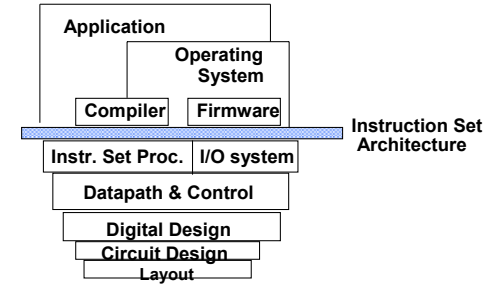 Application
Operating
System
Compiler
Firmware
Instruction Set
Architecture
Instr. Set Proc.
I/O system
Datapath & Control
Digital Design
Circuit Design
Layout